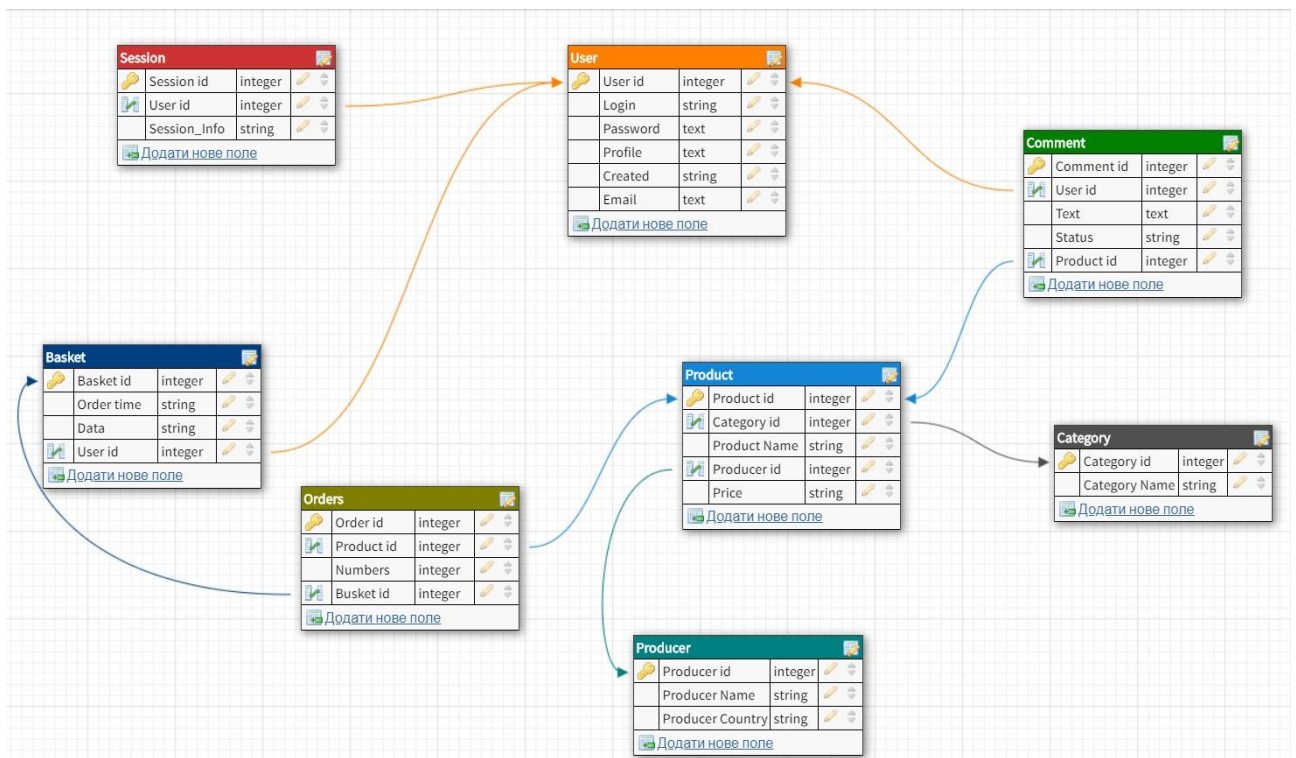 Session
Session id integer
User id integer
Session_Info string
Додати нове поле
User
User id integer
Login string
Password text
Profile text
Created string
Email text
Додати нове поле
Comment
Comment id integer
User id integer
Text text
Status string
Product id integer
Додати нове поле
Basket
Basket id integer
Order time string
Data string
User id integer
Додати нове поле
Product
Product id integer
Category id integer
Product Name string
Producer id integer
Price string
Додати нове поле
Category
Category id integer
Category Name string
Додати нове поле
Orders
Order id integer
Product id integer
Numbers integer
Busket id integer
Додати нове поле
Producer
Producer id integer
Producer Name string
Producer Country string
Додати нове поле